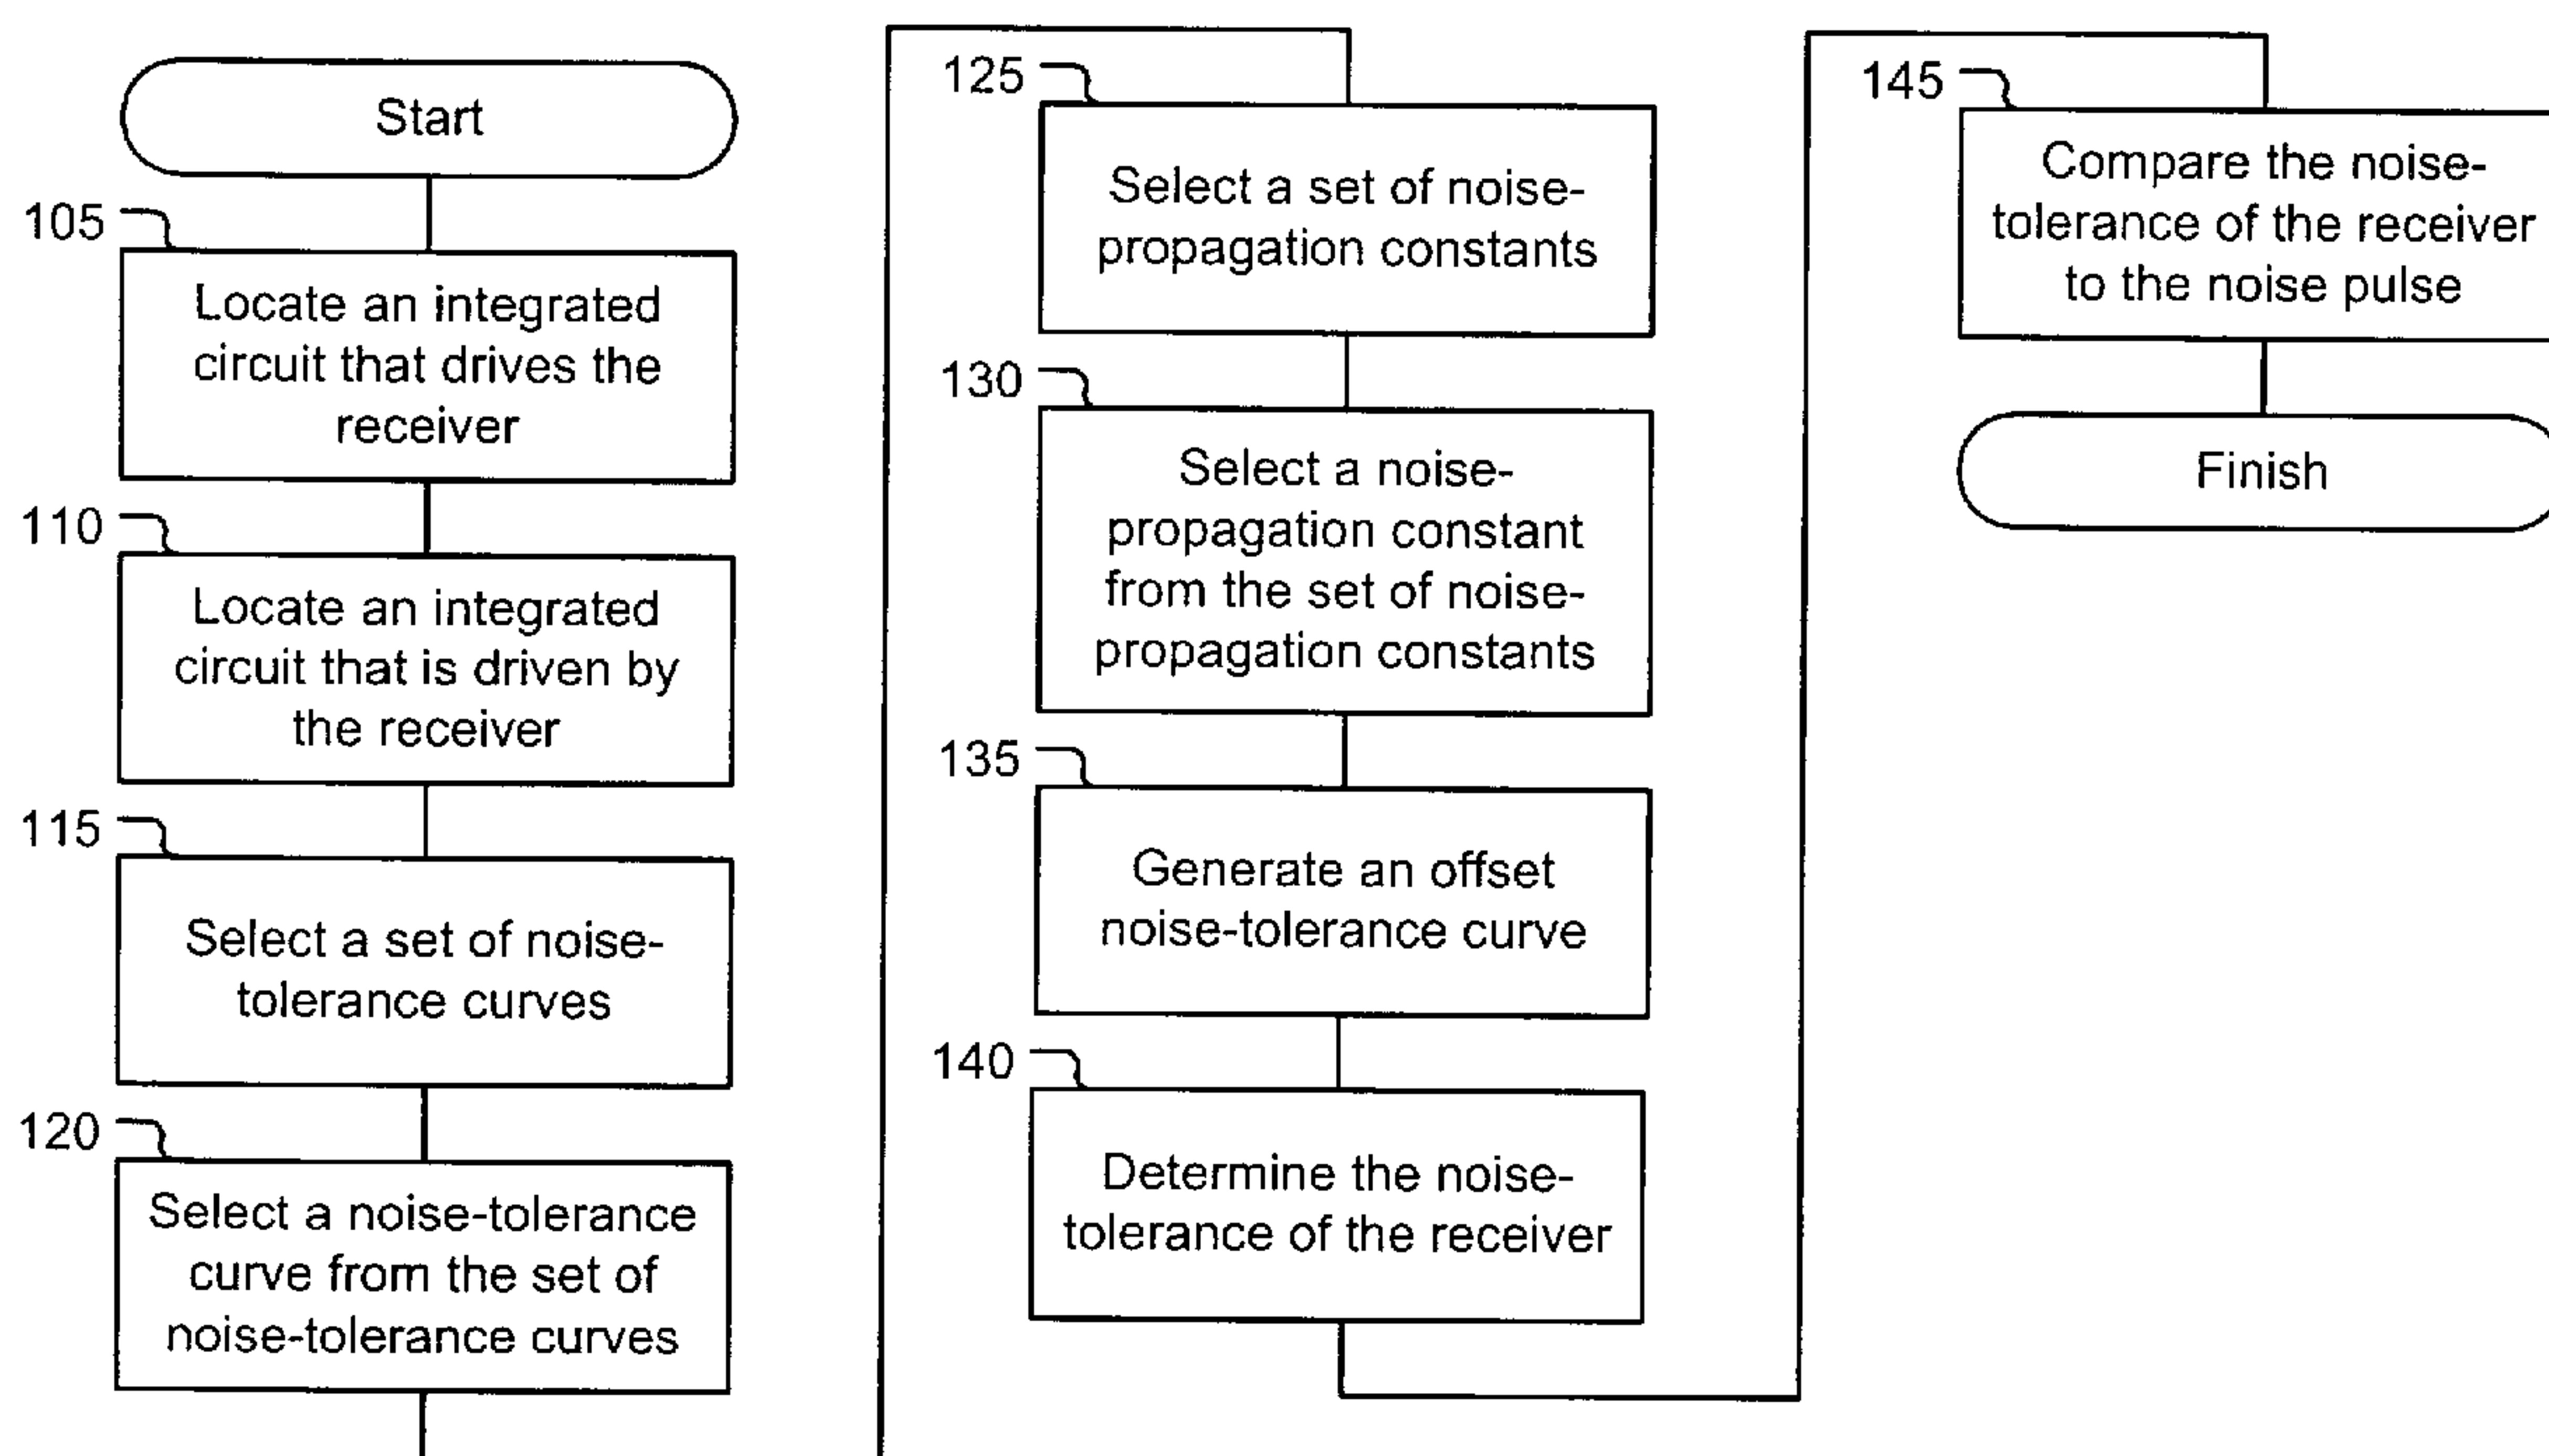 Start
105
Locate an integrated
circuit that drives the
receiver
110
Locate an integrated
circuit that is driven by
the receiver
115
Select a set of noise-
tolerance curves
120
Select a noise-tolerance
curve from the set of
noise-tolerance curves
125
Select a set of noise-
propagation constants
130
Select a noise-
propagation constant
from the set of noise-
propagation constants
135
Generate an offset
noise-tolerance curve
140
Determine the noise-
tolerance of the receiver
145
Compare the noise-
tolerance of the receiver
to the noise pulse
Finish